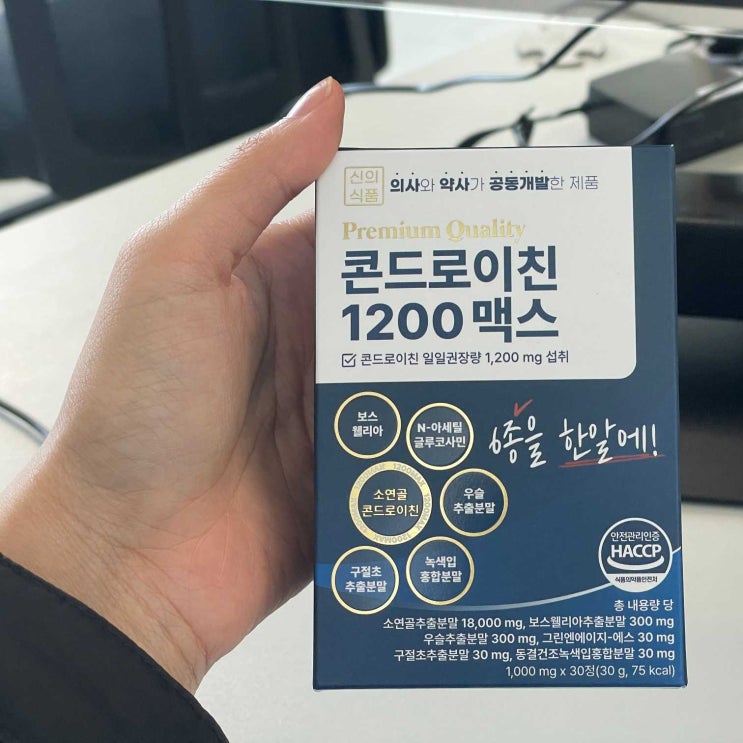 신의
식품
의사와 약사가 공동개발한 제품
Premium Quality
콘드로이친
1200 맥스
콘드로이친 일일권장량 1,200 mg 섭취
보스
웰리아
N-아세틸
글루코사민
6종을 한알에!
1200MAX
소연골
콘드로이친
우슬
추출분말
구절초
추출분말
녹색입
홍합분말
안전관리인증
HACCP
식품의약품안전처
총 내용량 당
소연골추출분말 18,000 mg, 보스웰리아추출분말 300 mg
우슬추출분말 300 mg, 그린엔에이지-에스 30 mg
구절초추출분말 30 mg, 동결건조녹색입홍합분말 30 mg
1,000 mg x 30정(30 g, 75 kcal)